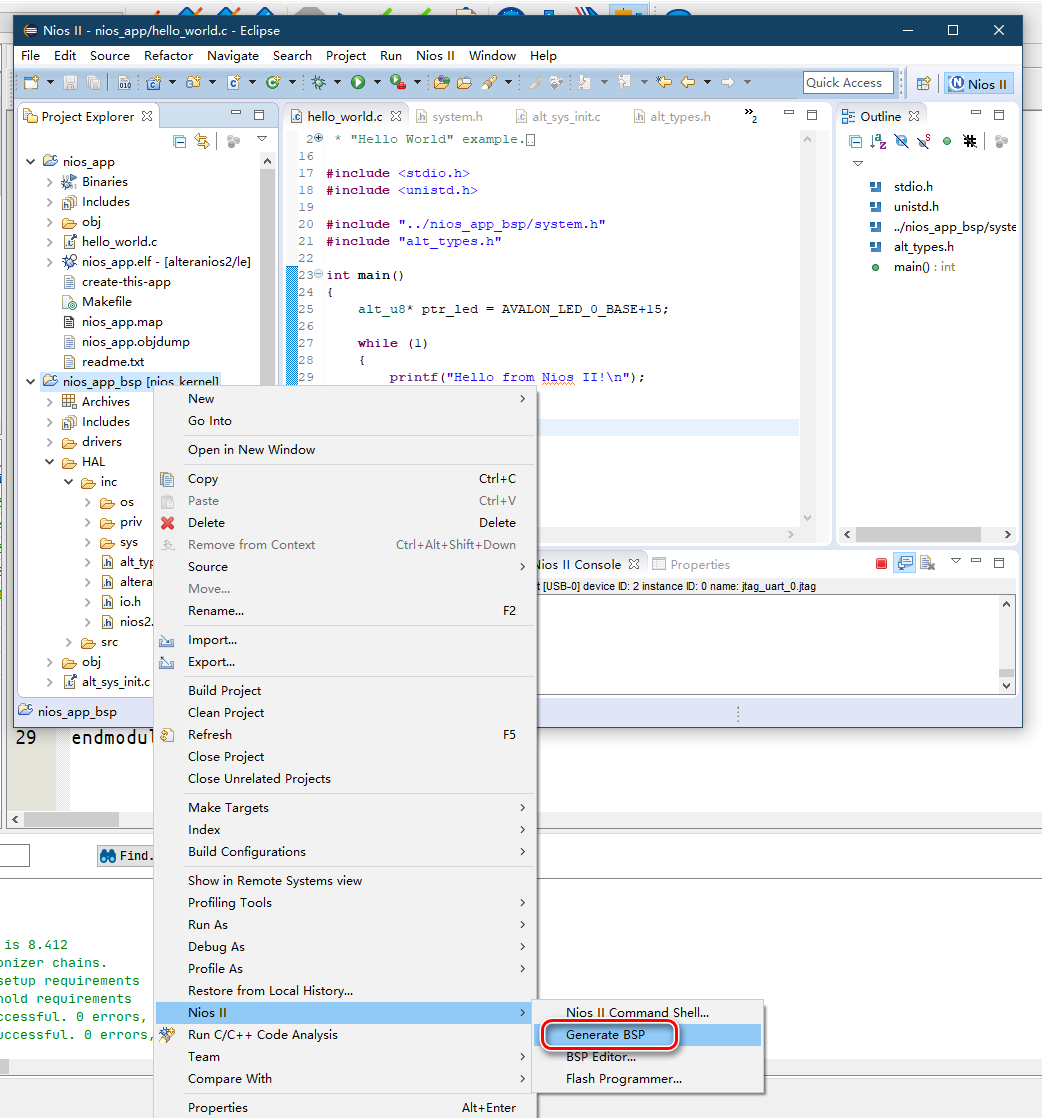 Nios II - nios_app/hello_world.c - Eclipse
File Edit Source Refactor Navigate Search Project Run Nios II Window Help
Quick Access
Nios II
Project Explorer
nios_app
Binaries
Includes
obj
hello_world.c
nios_app.elf - [alteranios2/le]
create-this-app
Makefile
nios_app.map
nios_app.objdump
readme.txt
nios_app_bsp [nios_kernel]
Archives
Includes
drivers
HAL
inc
os
priv
sys
alt_typ
altera
io.h
nios2.
src
obj
alt_sys_init.c
nios_app_bsp
hello_world.c system.h alt_sys_init.c alt_types.h »2
2 * "Hello World" example.
16
17 #include <stdio.h>
18 #include <unistd.h>
19
20 #include "../nios_app_bsp/system.h"
21 #include "alt_types.h"
22
23 int main()
24 {
25 alt_u8* ptr_led = AVALON_LED_0_BASE+15;
26
27 while (1)
28 {
29 printf("Hello from Nios II!\n");
Outline
stdio.h
unistd.h
../nios_app_bsp/syste
alt_types.h
main() : int
Nios II Console Properties
t [USB-0] device ID: 2 instance ID: 0 name: jtag_uart_0.jtag
New
Go Into
Open in New Window
Copy Ctrl+C
Paste Ctrl+V
Delete Delete
Remove from Context Ctrl+Alt+Shift+Down
Source
Move...
Rename... F2
Import...
Export...
Build Project
Clean Project
Refresh F5
Close Project
Close Unrelated Projects
Make Targets
Index
Build Configurations
Show in Remote Systems view
Profiling Tools
Run As
Debug As
Profile As
Restore from Local History...
Nios II
Run C/C++ Code Analysis
Team
Compare With
Properties Alt+Enter
Nios II Command Shell...
Generate BSP
BSP Editor...
Flash Programmer...
29 endmodul
Find.
is 8.412
onizer chains.
setup requirements
hold requirements
ccessful. 0 errors,
uccessful. 0 errors,